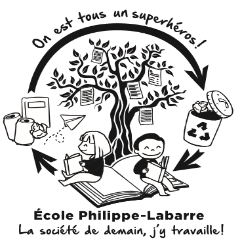 On est tous un superhéros!
École Philippe-Labarre
La société de demain, j'y travaille!